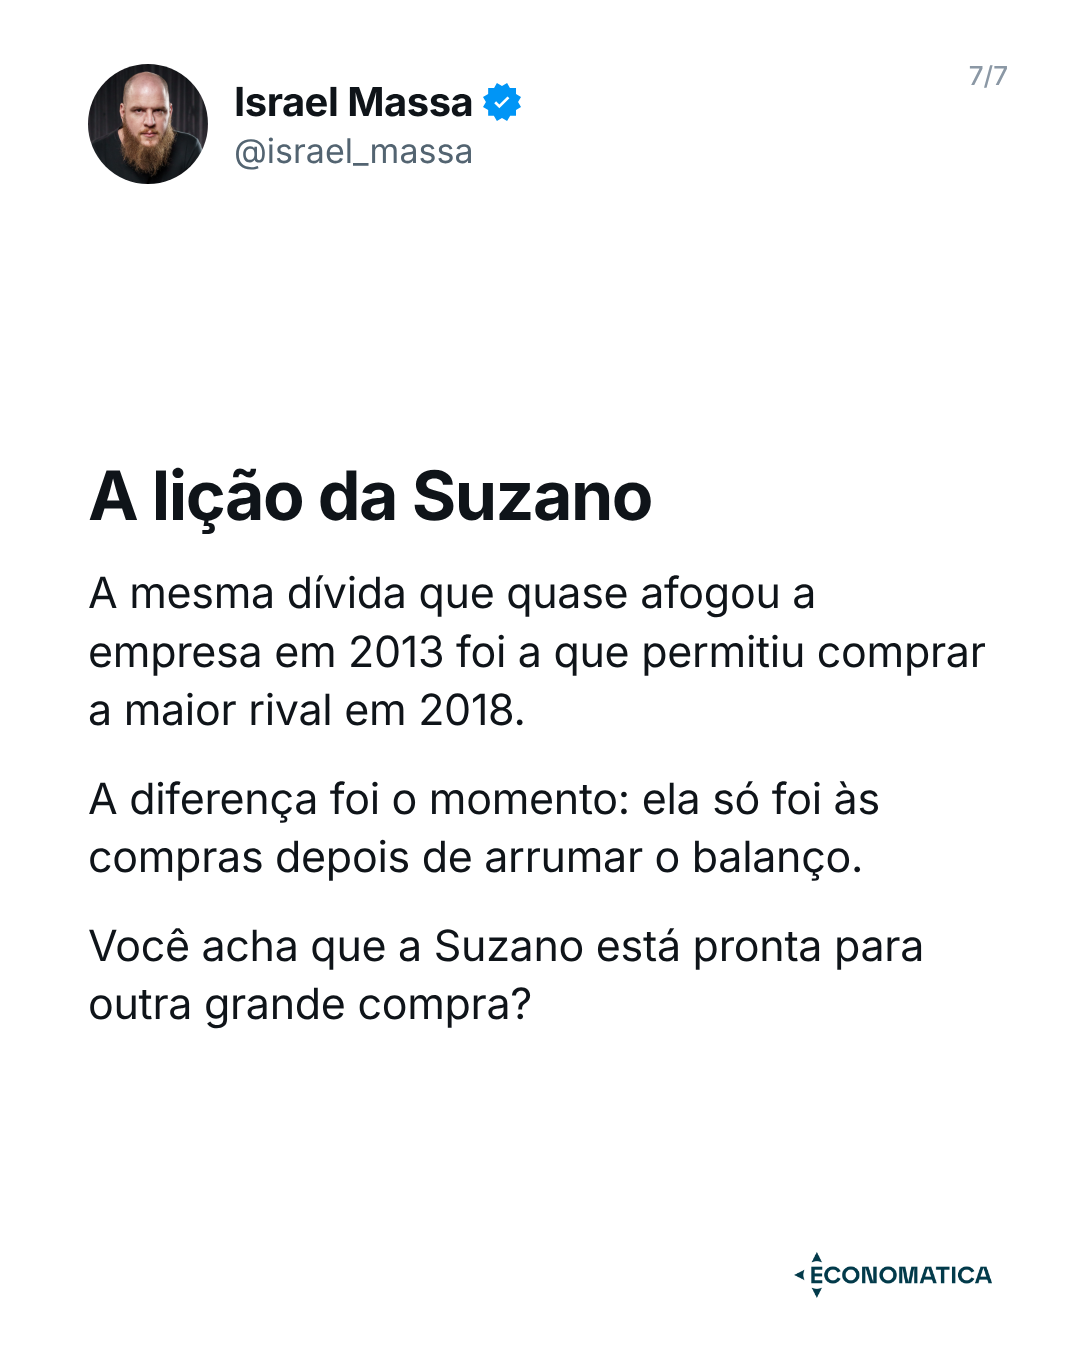 Israel Massa
@israel_massa
7/7
A lição da Suzano
A mesma dívida que quase afogou a
empresa em 2013 foi a que permitiu comprar
a maior rival em 2018.
A diferença foi o momento: ela só foi às
compras depois de arrumar o balanço.
Você acha que a Suzano está pronta para
outra grande compra?
ECONOMATICA